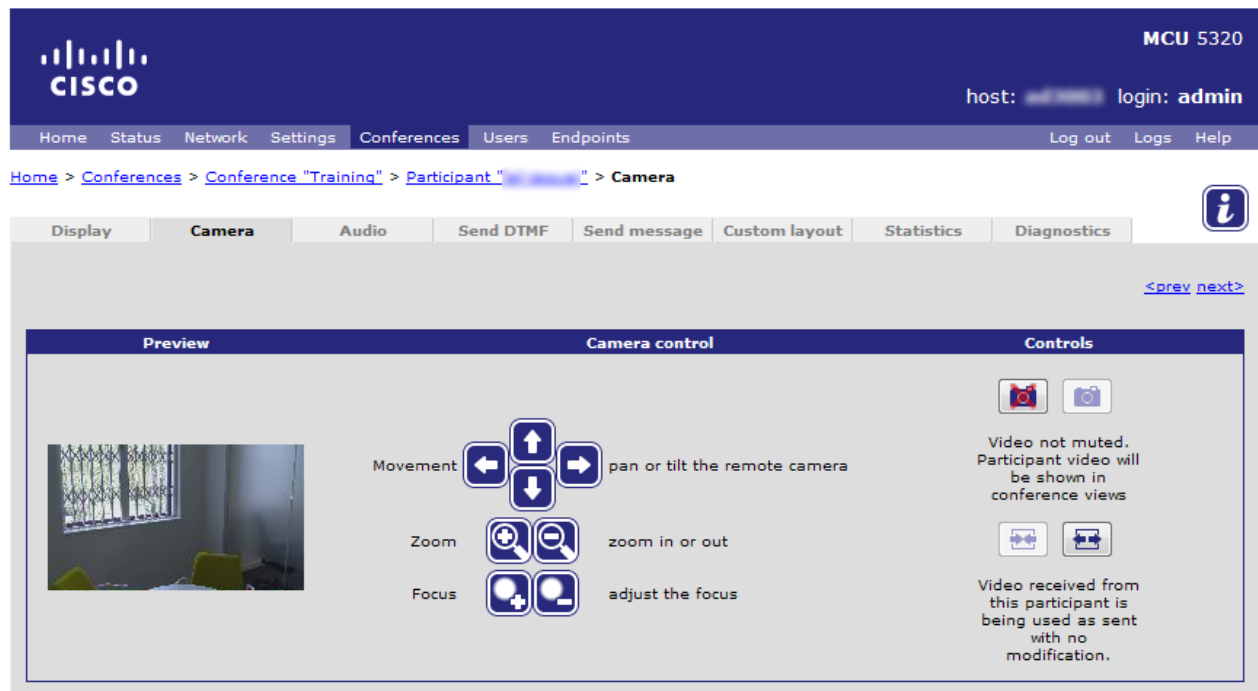 MCU 5320
CISCO
host: login: admin
Home Status Network Settings Conferences Users Endpoints Log out Logs Help
Home > Conferences > Conference "Training" > Participant " " > Camera
i
Display Camera Audio Send DTMF Send message Custom layout Statistics Diagnostics
<prev next>
Preview Camera control Controls
Video not muted.
Movement pan or tilt the remote camera
Participant video will
be shown in
conference views
Zoom zoom in or out
Focus adjust the focus
Video received from
this participant is
being used as sent
with no
modification.